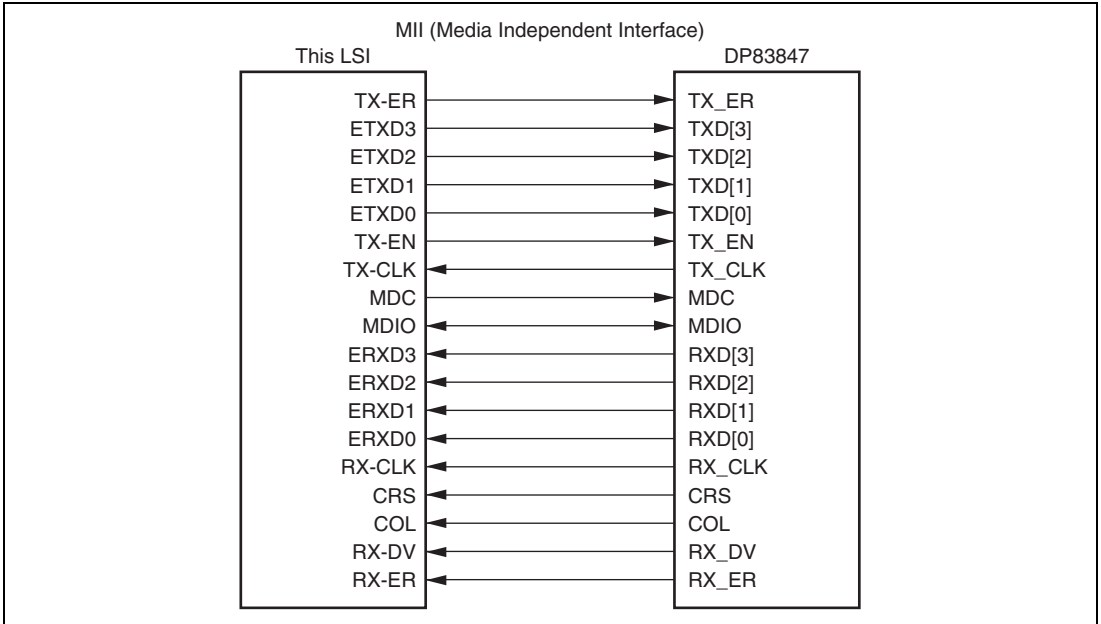 MII (Media Independent Interface)
This LSI DP83847
TX-ER TX_ER
ETXD3 TXD[3]
ETXD2 TXD[2]
ETXD1 TXD[1]
ETXD0 TXD[0]
TX-EN TX_EN
TX-CLK TX_CLK
MDC MDC
MDIO MDIO
ERXD3 RXD[3]
ERXD2 RXD[2]
ERXD1 RXD[1]
ERXD0 RXD[0]
RX-CLK RX_CLK
CRS CRS
COL COL
RX-DV RX_DV
RX-ER RX_ER